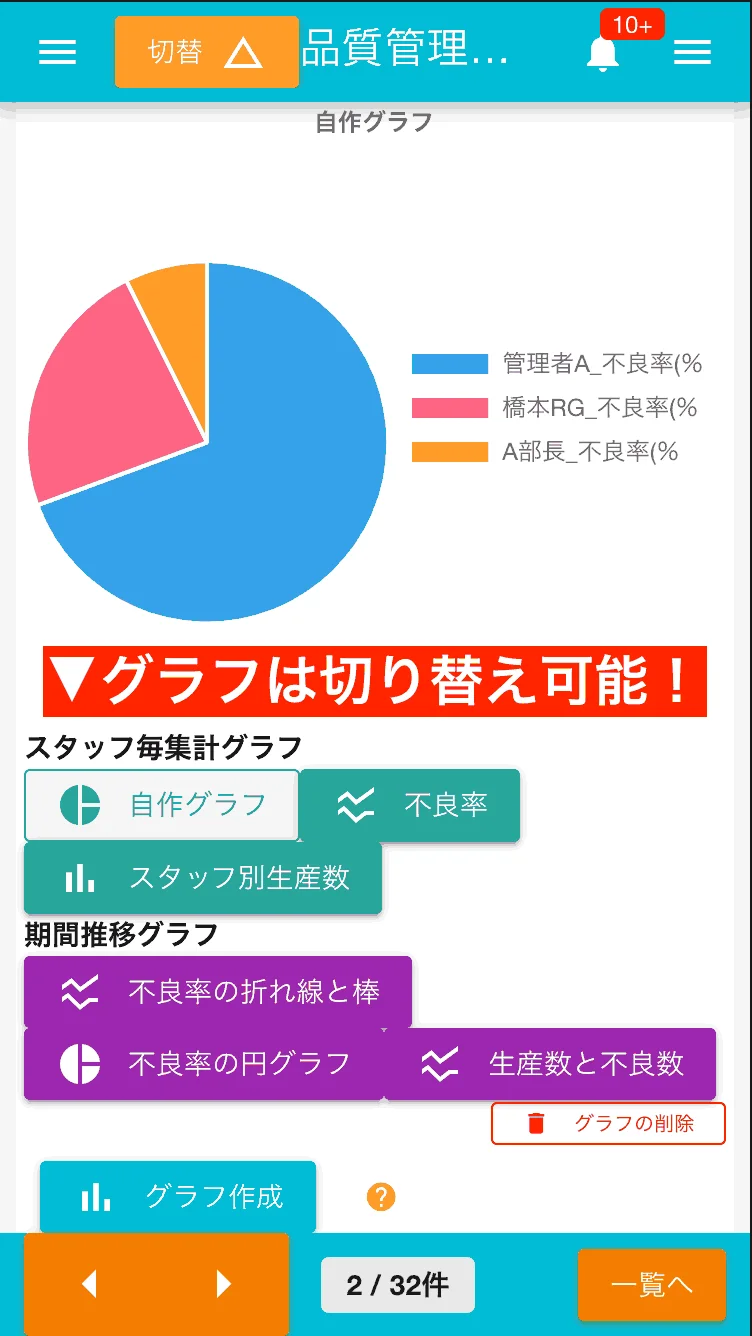 切替
品質管理...
10+
自作グラフ
管理者A_不良率(%
橋本RG_不良率(%
A部長_不良率(%
▼グラフは切り替え可能！
スタッフ毎集計グラフ
自作グラフ
不良率
スタッフ別生産数
期間推移グラフ
不良率の折れ線と棒
不良率の円グラフ
生産数と不良数
グラフの削除
グラフ作成
?
2 / 32件
一覧へ